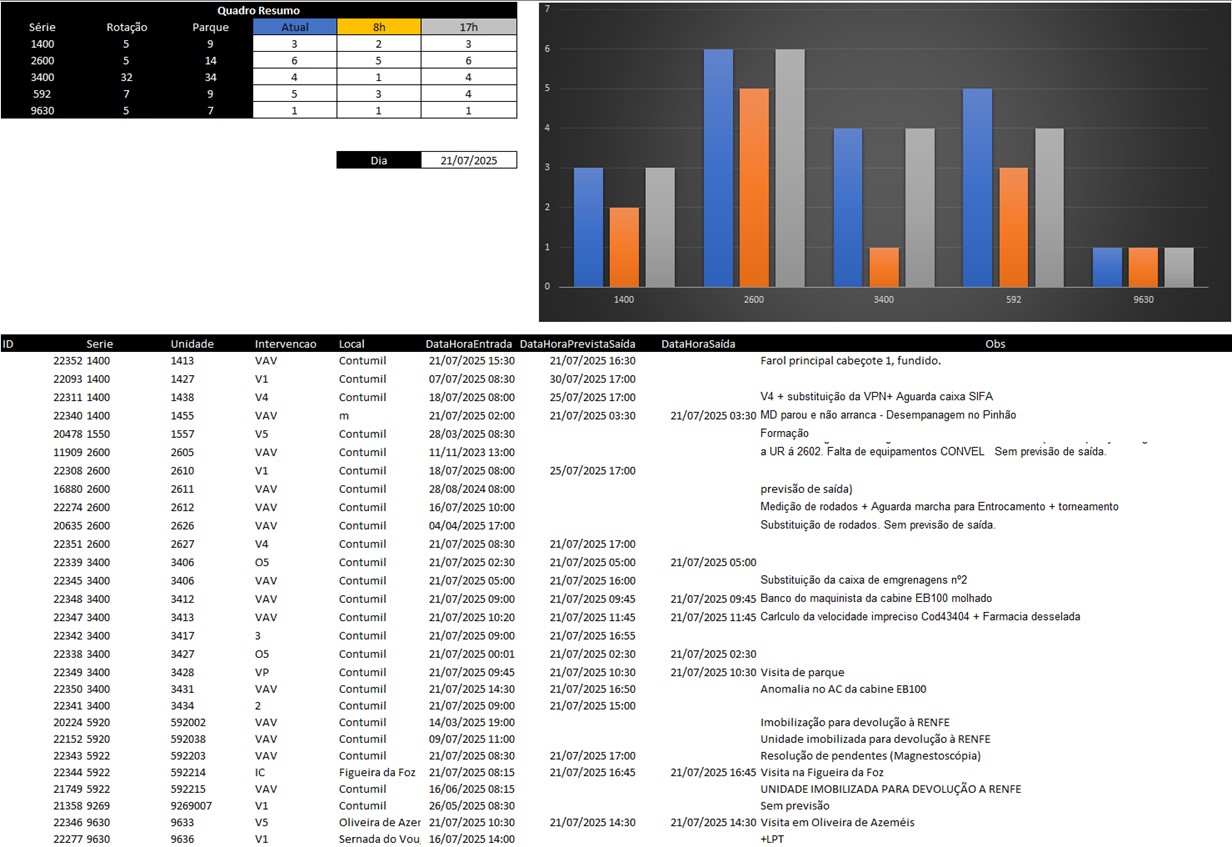 Quadro Resumo
Série Rotação Parque Atual 8h 17h
1400 5 9 3 2 3
2600 5 14 6 5 6
3400 32 34 4 1 4
592 7 9 5 3 4
9630 5 7 1 1 1
Dia 21/07/2025
7
6
5
4
3
2
1
0
1400 2600 3400 592 9630
ID Serie Unidade Intervencao Local DataHoraEntrada DataHoraPrevistaSaída DataHoraSaída Obs
22352 1400 1413 VAV Contumil 21/07/2025 15:30 21/07/2025 16:30 Farol principal cabeçote 1, fundido.
22093 1400 1427 V1 Contumil 07/07/2025 08:30 30/07/2025 17:00
22311 1400 1438 V4 Contumil 18/07/2025 08:00 25/07/2025 17:00 V4 + substituição da VPN+ Aguarda caixa SIFA
22340 1400 1455 VAV m 21/07/2025 02:00 21/07/2025 03:30 21/07/2025 03:30 MD parou e não arranca - Desempanagem no Pinhão
20478 1550 1557 V5 Contumil 28/03/2025 08:30 Formação
11909 2600 2605 VAV Contumil 11/11/2023 13:00 a UR á 2602. Falta de equipamentos CONVEL Sem previsão de saída.
22308 2600 2610 V1 Contumil 18/07/2025 08:00 25/07/2025 17:00
16880 2600 2611 VAV Contumil 28/08/2024 08:00 previsão de saída)
22274 2600 2612 VAV Contumil 16/07/2025 10:00 Medição de rodados + Aguarda marcha para Entrocamento + torneamento
20635 2600 2626 VAV Contumil 04/04/2025 17:00 Substituição de rodados. Sem previsão de saída.
22351 2600 2627 V4 Contumil 21/07/2025 08:30 21/07/2025 17:00
22339 3400 3406 O5 Contumil 21/07/2025 02:30 21/07/2025 05:00 21/07/2025 05:00
22345 3400 3406 VAV Contumil 21/07/2025 05:00 21/07/2025 16:00 Substituição da caixa de emgrenagens nº2
22348 3400 3412 VAV Contumil 21/07/2025 09:00 21/07/2025 09:45 21/07/2025 09:45 Banco do maquinista da cabine EB100 molhado
22347 3400 3413 VAV Contumil 21/07/2025 10:20 21/07/2025 11:45 21/07/2025 11:45 Carlculo da velocidade impreciso Cod43404 + Farmacia desselada
22342 3400 3417 3 Contumil 21/07/2025 09:00 21/07/2025 16:55
22338 3400 3427 O5 Contumil 21/07/2025 00:01 21/07/2025 02:30 21/07/2025 02:30
22349 3400 3428 VP Contumil 21/07/2025 09:45 21/07/2025 10:30 21/07/2025 10:30 Visita de parque
22350 3400 3431 VAV Contumil 21/07/2025 14:30 21/07/2025 16:50 Anomalia no AC da cabine EB100
22341 3400 3434 2 Contumil 21/07/2025 09:00 21/07/2025 15:00
20224 5920 592002 VAV Contumil 14/03/2025 19:00 Imobilização para devolução à RENFE
22152 5920 592038 VAV Contumil 09/07/2025 11:00 Unidade imobilizada para devolução à RENFE
22343 5922 592203 VAV Contumil 21/07/2025 08:30 21/07/2025 17:00 Resolução de pendentes (Magnestoscópia)
22344 5922 592214 IC Figueira da Foz 21/07/2025 08:15 21/07/2025 16:45 21/07/2025 16:45 Visita na Figueira da Foz
21749 5922 592215 VAV Contumil 16/06/2025 08:15 UNIDADE IMOBILIZADA PARA DEVOLUÇÃO A RENFE
21358 9269 9269007 V1 Contumil 26/05/2025 08:30 Sem previsão
22346 9630 9633 V5 Oliveira de Azer 21/07/2025 10:30 21/07/2025 14:30 21/07/2025 14:30 Visita em Oliveira de Azeméis
22277 9630 9636 V1 Sernada do Vou 16/07/2025 14:00 +LPT